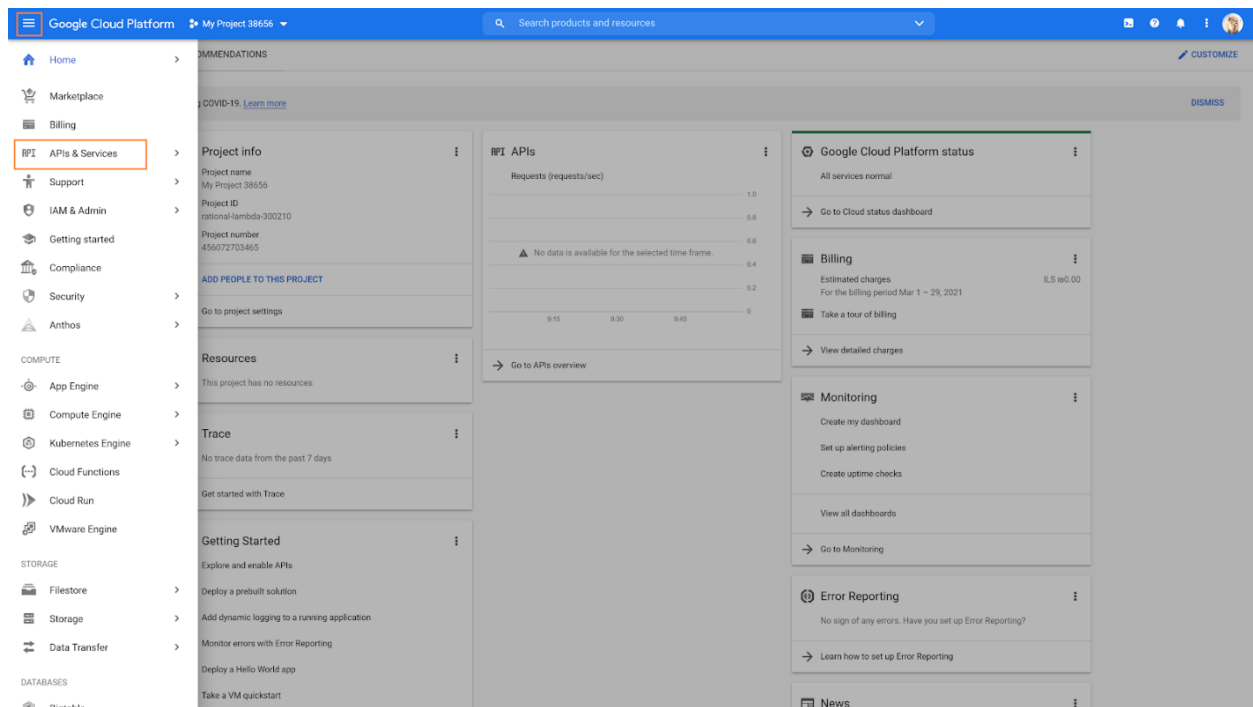 Google Cloud Platform
My Project 38656
Search products and resources
Home
Marketplace
Billing
API APIs & Services
Support
IAM & Admin
Getting started
Compliance
Security
Anthos
COMPUTE
App Engine
Compute Engine
Kubernetes Engine
Cloud Functions
Cloud Run
VMware Engine
STORAGE
Filestore
Storage
Data Transfer
DATABASES
OMMENDATIONS
CUSTOMIZE
g COVID-19. Learn more
DISMISS
Project info
Project name
My Project 38656
Project ID
rational-lambda-300210
Project number
456072703465
ADD PEOPLE TO THIS PROJECT
Go to project settings
Resources
This project has no resources
Trace
No trace data from the past 7 days
Get started with Trace
Getting Started
Explore and enable APIs
Deploy a prebuilt solution
Add dynamic logging to a running application
Monitor errors with Error Reporting
Deploy a Hello World app
Take a VM quickstart
API APIs
Requests (requests/sec)
1.0
0.8
0.6
No data is available for the selected time frame.
0.4
0.2
0
9:15 9:30 9:45
Go to APIs overview
Google Cloud Platform status
All services normal
Go to Cloud status dashboard
Billing
Estimated charges ILS ₪0.00
For the billing period Mar 1 – 29, 2021
Take a tour of billing
View detailed charges
Monitoring
Create my dashboard
Set up alerting policies
Create uptime checks
View all dashboards
Go to Monitoring
Error Reporting
No sign of any errors. Have you set up Error Reporting?
Learn how to set up Error Reporting
News